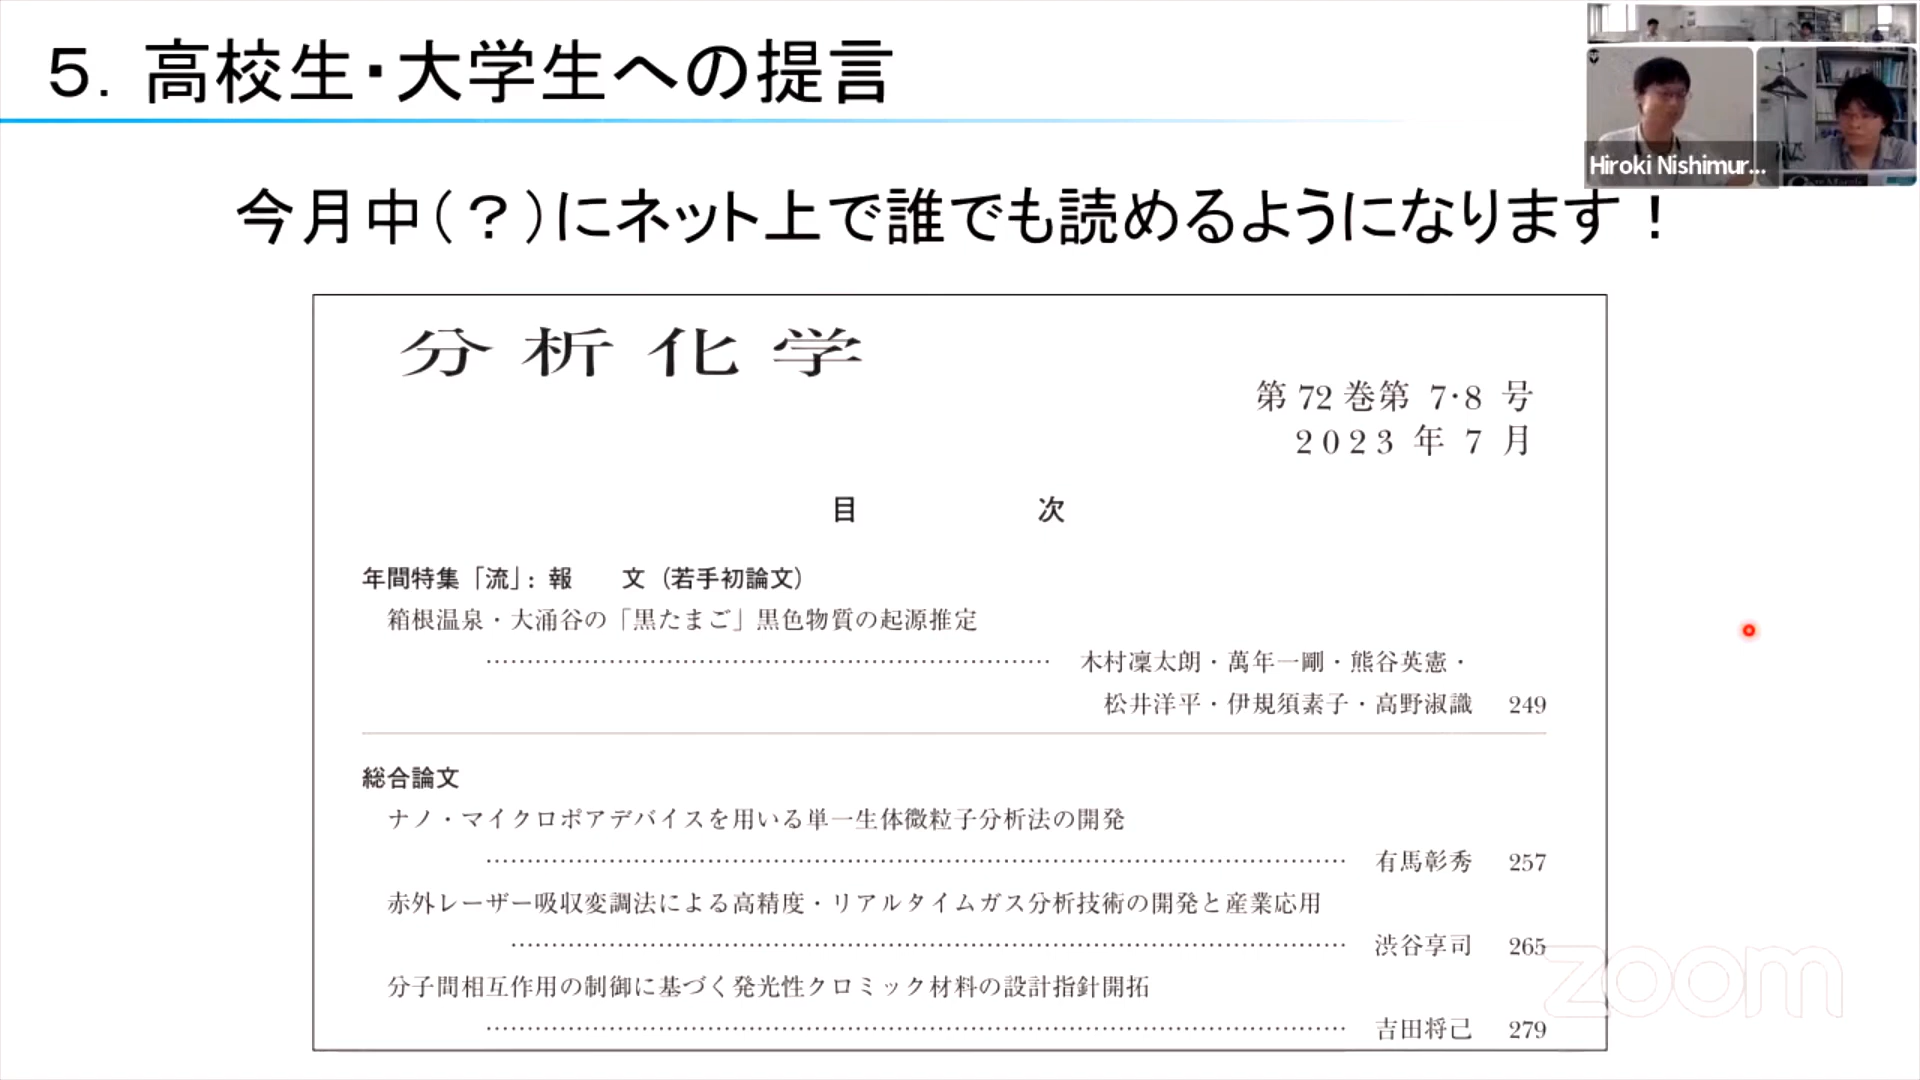 5. 高校生・大学生への提言
Hiroki Nishimur...
今月中(？)にネット上で誰でも読めるようになります！
分析化学
第 72 巻第 7・8 号
2023 年 7 月
目 次
年間特集「流」: 報 文（若手初論文）
箱根温泉・大涌谷の「黒たまご」黒色物質の起源推定
木村凜太朗・萬年一剛・熊谷英憲・
松井洋平・伊規須素子・高野淑識 249
総合論文
ナノ・マイクロポアデバイスを用いる単一生体微粒子分析法の開発
有馬彰秀 257
赤外レーザー吸収変調法による高精度・リアルタイムガス分析技術の開発と産業応用
渋谷享司 265
分子間相互作用の制御に基づく発光性クロミック材料の設計指針開拓
吉田将己 279
zoom